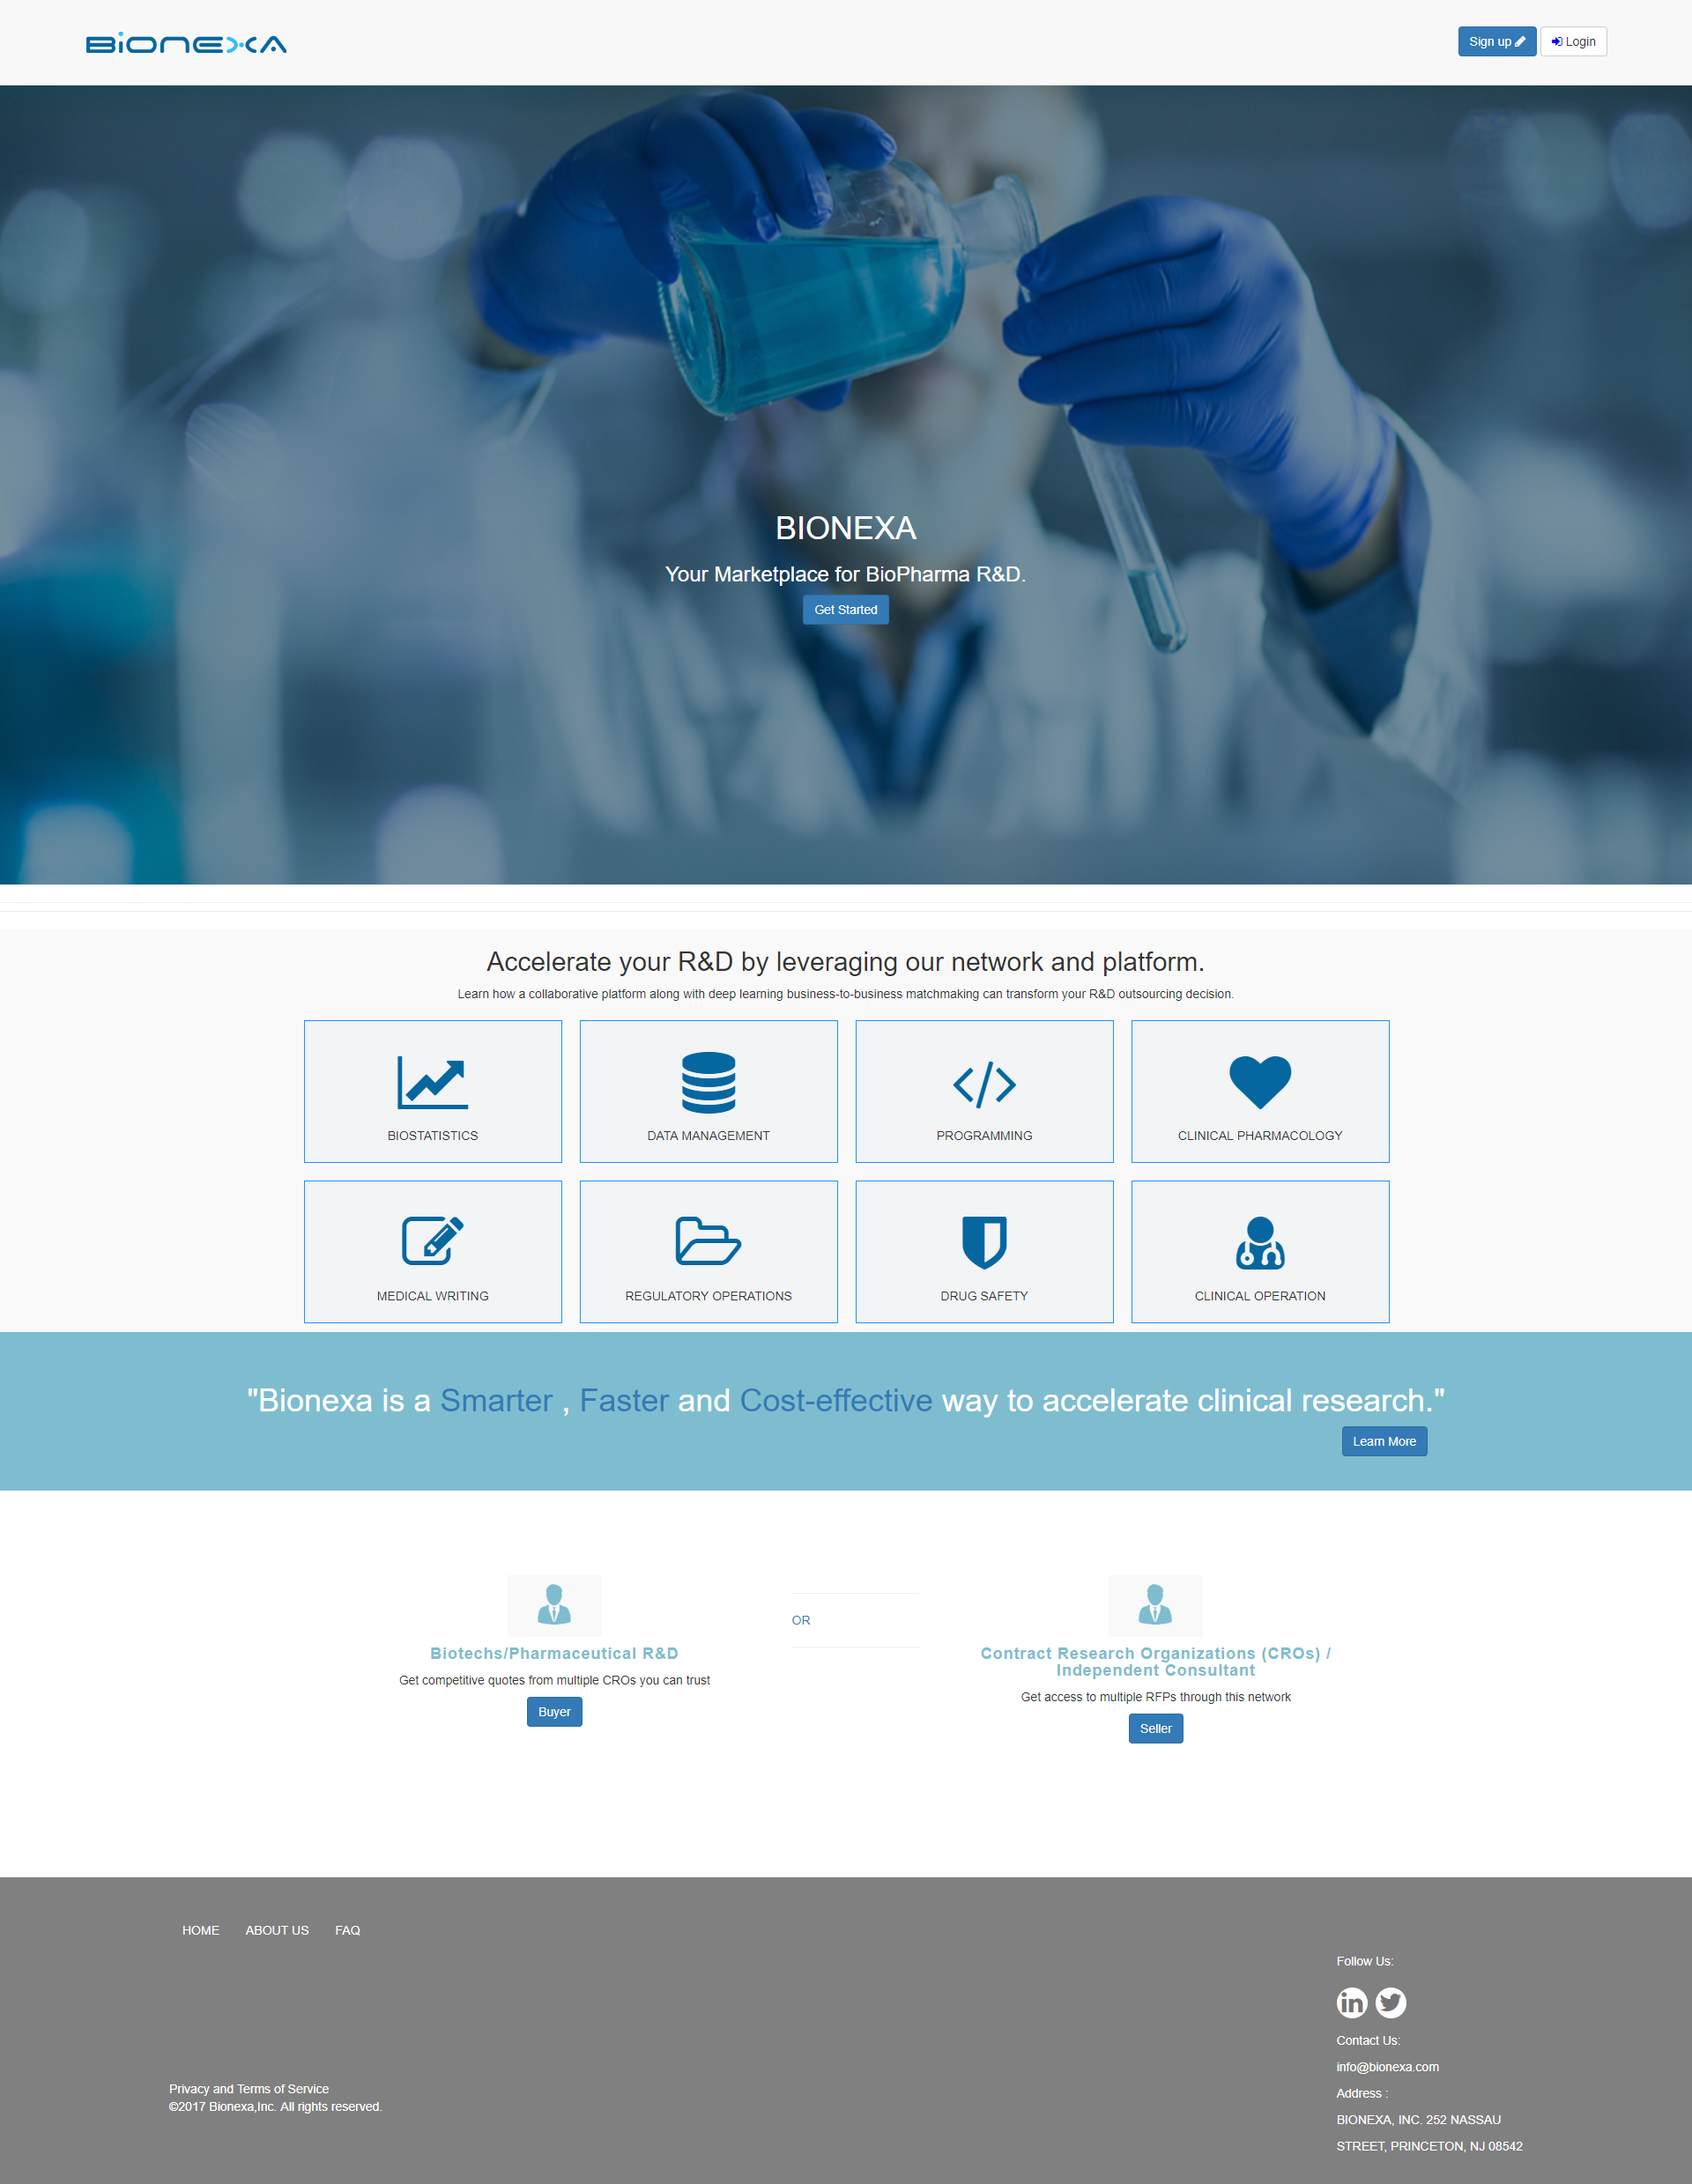 BIONEXA
Sign up
Login
BIONEXA
Your Marketplace for BioPharma R&D.
Get Started
Accelerate your R&D by leveraging our network and platform.
Learn how a collaborative platform along with deep learning business-to-business matchmaking can transform your R&D outsourcing decision.
BIOSTATISTICS
DATA MANAGEMENT
PROGRAMMING
CLINICAL PHARMACOLOGY
MEDICAL WRITING
REGULATORY OPERATIONS
DRUG SAFETY
CLINICAL OPERATION
"Bionexa is a Smarter , Faster and Cost-effective way to accelerate clinical research."
Learn More
Biotechs/Pharmaceutical R&D
Get competitive quotes from multiple CROs you can trust
Buyer
OR
Contract Research Organizations (CROs) /
Independent Consultant
Get access to multiple RFPs through this network
Seller
HOME
ABOUT US
FAQ
Privacy and Terms of Service
©2017 Bionexa,Inc. All rights reserved.
Follow Us:
in
Contact Us:
info@bionexa.com
Address :
BIONEXA, INC. 252 NASSAU
STREET, PRINCETON, NJ 08542